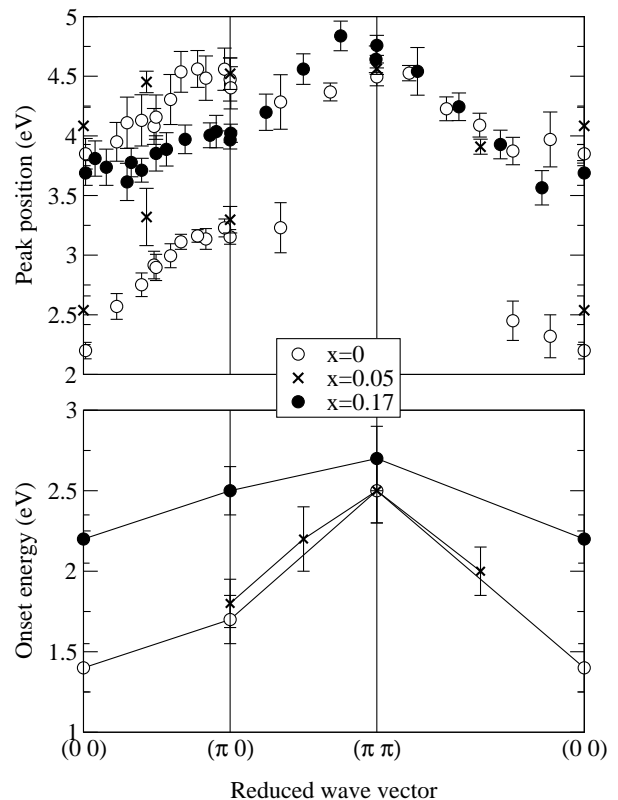 5
4.5
4
3.5
3
2.5
2
Peak position (eV)
x=0
x=0.05
x=0.17
3
2.5
2
1.5
1
Onset energy (eV)
(0 0) (π 0) (π π) (0 0)
Reduced wave vector